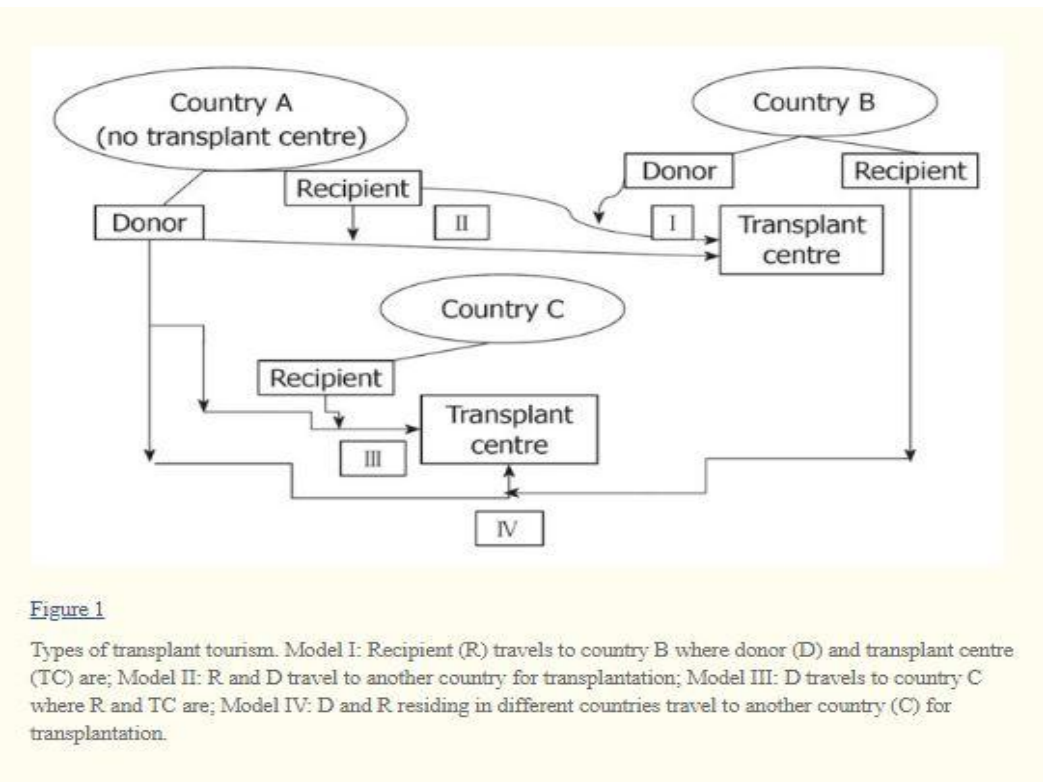 Country A
(no transplant centre)
Country B
Donor
Recipient
Recipient
Donor
II
I
Transplant
centre
Country C
Recipient
Transplant
centre
III
IV
Figure 1
Types of transplant tourism. Model I: Recipient (R) travels to country B where donor (D) and transplant centre
(TC) are; Model II: R and D travel to another country for transplantation; Model III: D travels to country C
where R and TC are; Model IV: D and R residing in different countries travel to another country (C) for
transplantation.